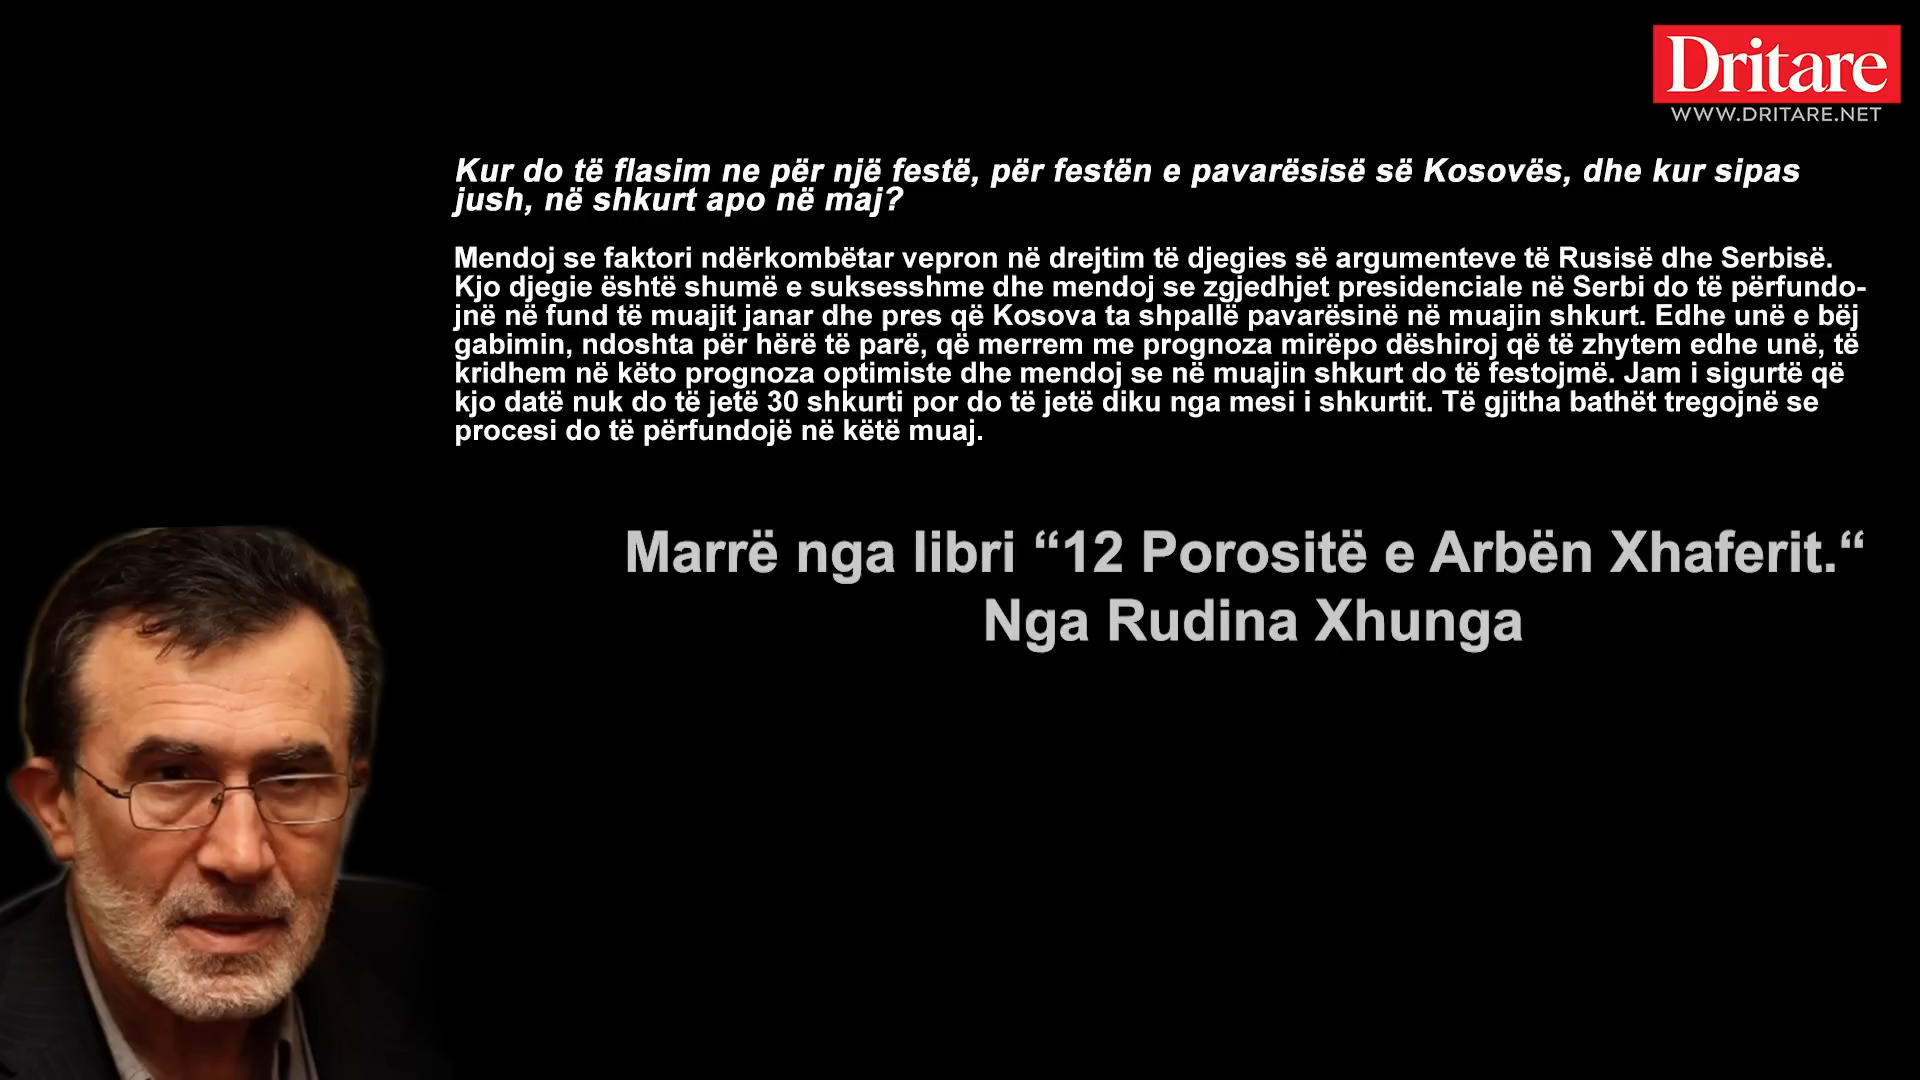 Dritare
WWW.DRITARE.NET
Kur do të flasim ne për një festë, për festën e pavarësisë së Kosovës, dhe kur sipas
jush, në shkurt apo në maj?
Mendoj se faktori ndërkombëtar vepron në drejtim të djegies së argumenteve të Rusisë dhe Serbisë.
Kjo djegie është shumë e suksesshme dhe mendoj se zgjedhjet presidenciale në Serbi do të përfundo-
jnë në fund të muajit janar dhe pres që Kosova ta shpallë pavarësinë në muajin shkurt. Edhe unë e bëj
gabimin, ndoshta për hërë të parë, që merrem me prognoza mirëpo dëshiroj që të zhytem edhe unë, të
kridhem në këto prognoza optimiste dhe mendoj se në muajin shkurt do të festojmë. Jam i sigurtë që
kjo datë nuk do të jetë 30 shkurti por do të jetë diku nga mesi i shkurtit. Të gjitha bathët tregojnë se
procesi do të përfundojë në këtë muaj.
Marrë nga libri “12 Porositë e Arbën Xhaferit.“
Nga Rudina Xhunga